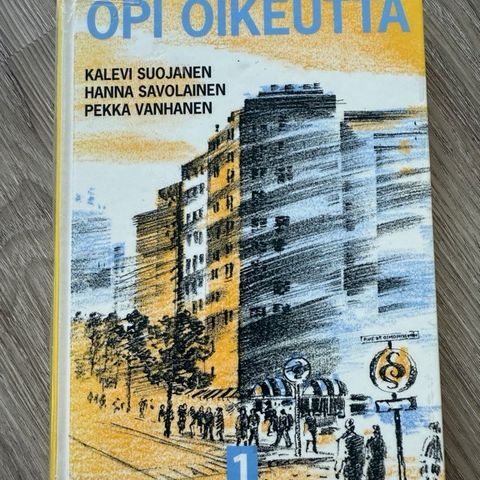 OPI OIKEUTTA
KALEVI SUOJANEN
HANNA SAVOLAINEN
PEKKA VANHANEN
§
1